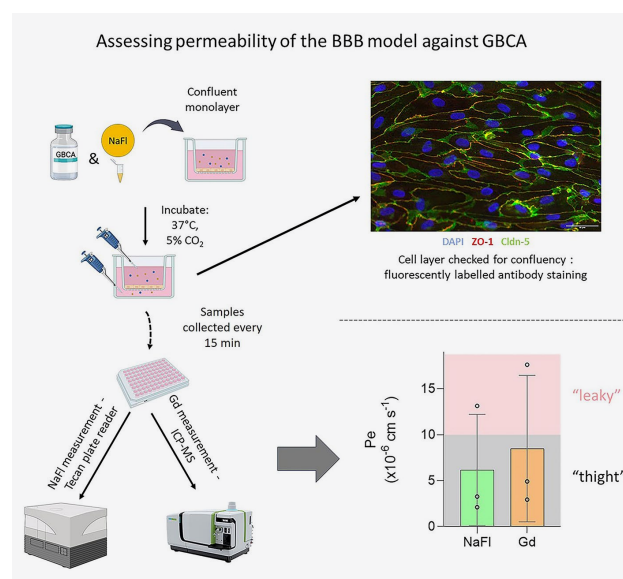 Assessing permeability of the BBB model against GBCA
Confluent
monolayer
GBCA
&
NaFl
Incubate:
37°C,
5% CO₂
DAPI ZO-1 Cldn-5
Cell layer checked for confluency :
fluorescently labelled antibody staining
Samples
collected every
15 min
NaFl measurement -
Tecan plate reader
Gd measurement -
ICP-MS
Pe
(x10⁻⁶ cm s⁻¹)
15
10
5
0
NaFl
Gd
"leaky"
"thight"